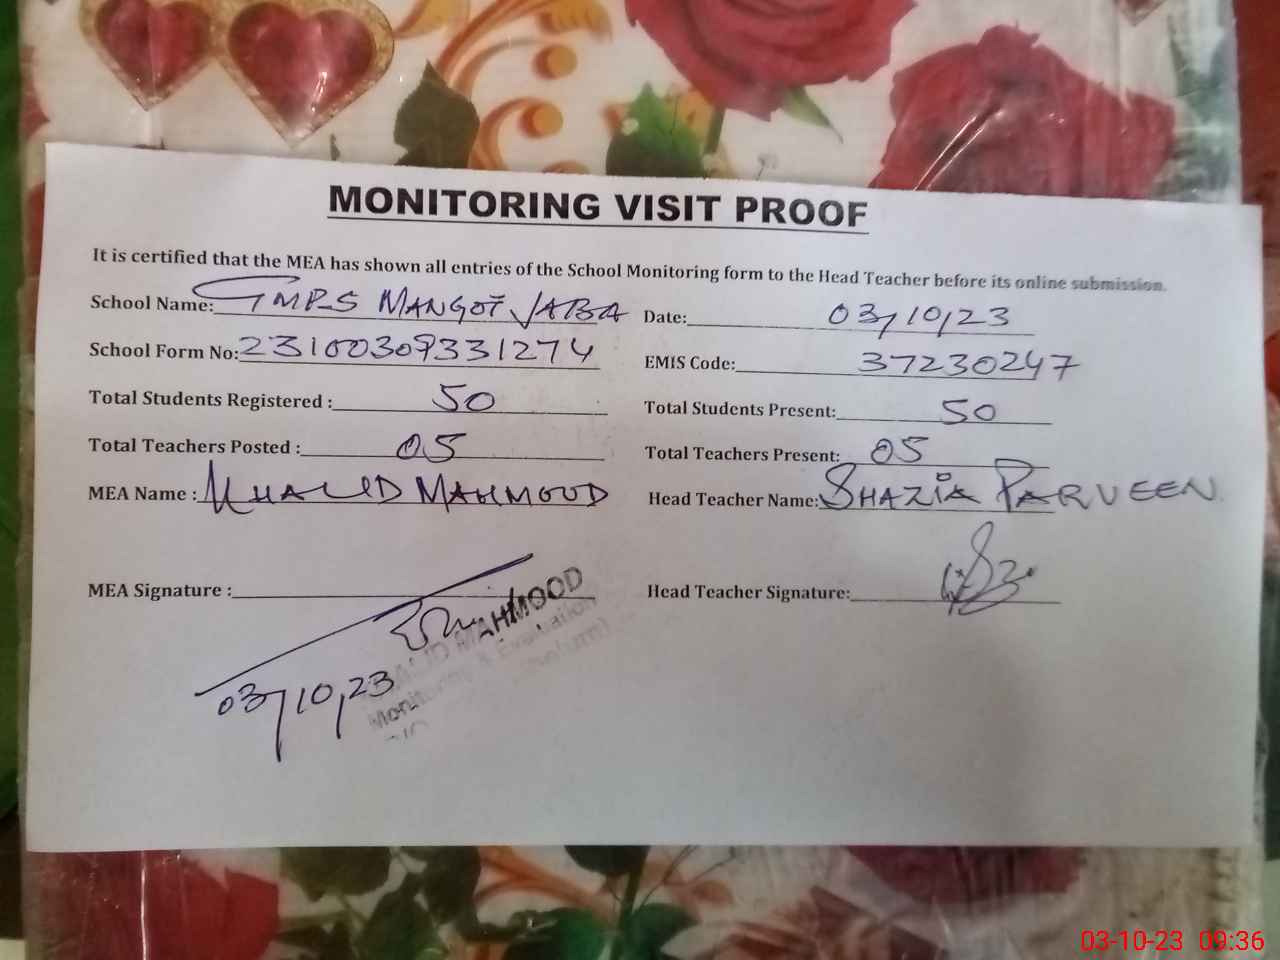 MONITORING VISIT PROOF
It is certified that the MEA has shown all entries of the School Monitoring form to the Head Teacher before its online submission.
School Name: GMPS MANGOT JABA Date: 03/10/23
School Form No: 23100309331274 EMIS Code: 37230247
Total Students Registered : 50 Total Students Present: 50
Total Teachers Posted : 05 Total Teachers Present: 05
MEA Name : KHALID MAHMOOD Head Teacher Name: SHAZIA PARVEEN
MEA Signature : Head Teacher Signature:
KHALID MAHMOOD
Monitoring & Evaluation
03/10/23
03-10-23 09:36